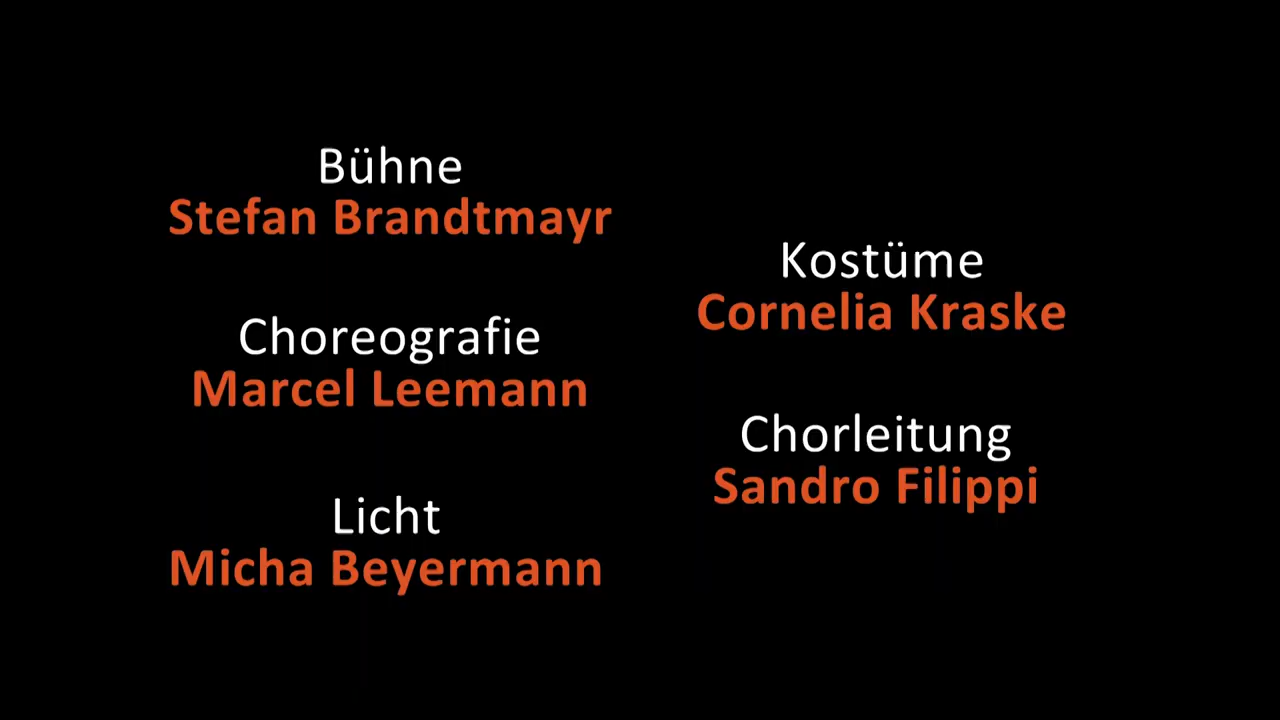 Bühne
Stefan Brandtmayr
Choreografie
Marcel Leemann
Licht
Micha Beyermann
Kostüme
Cornelia Kraske
Chorleitung
Sandro Filippi